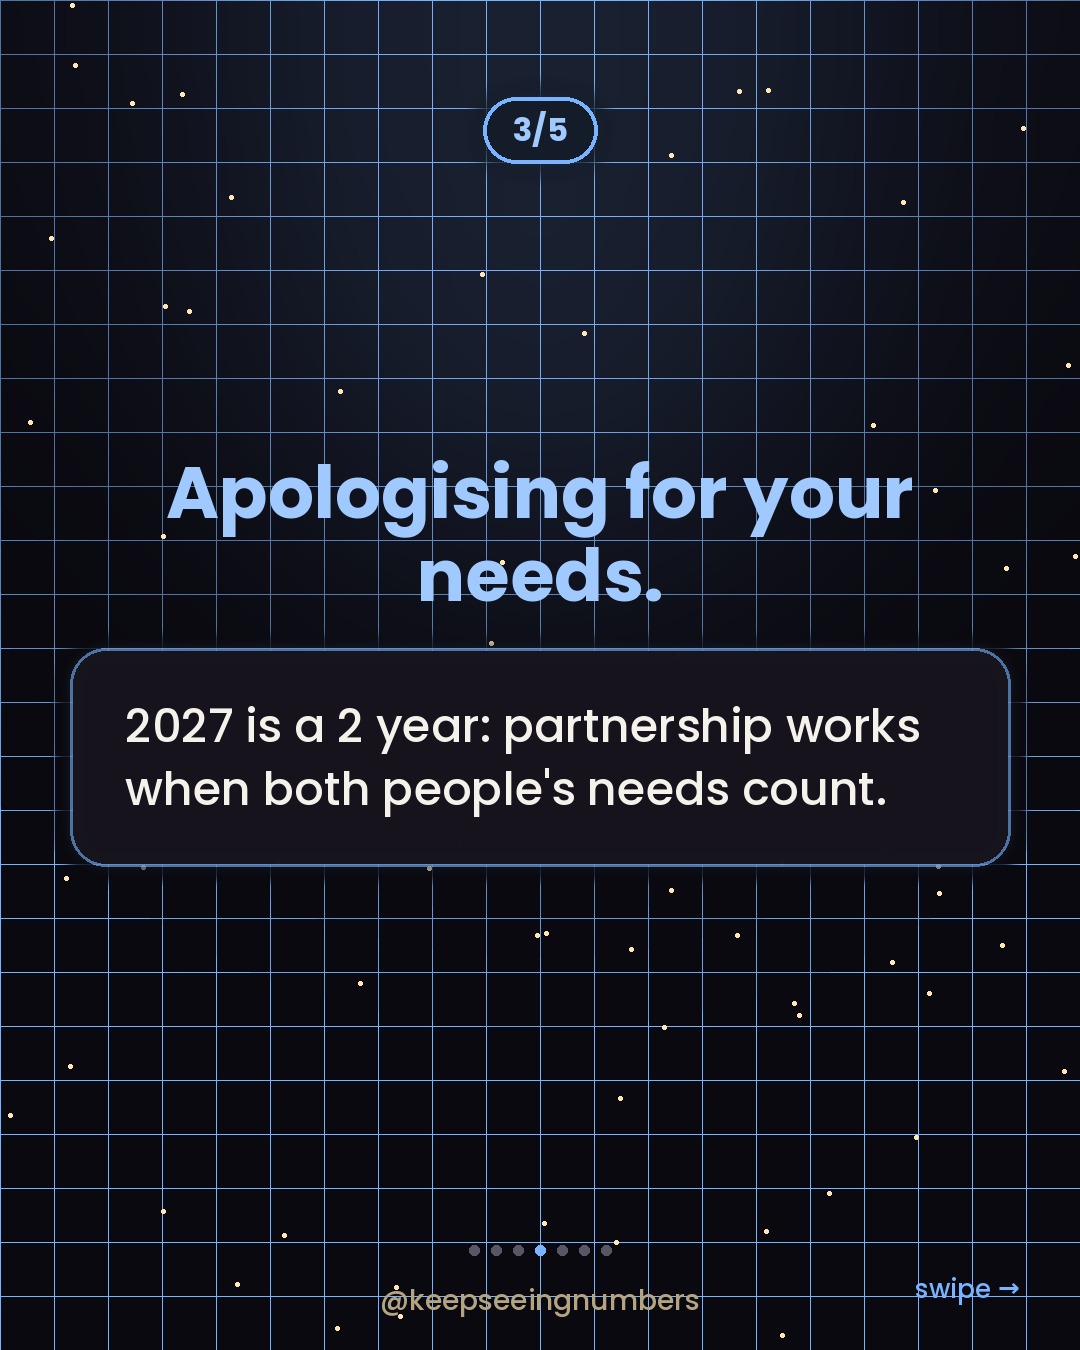 3/5
Apologising for your
needs.
2027 is a 2 year: partnership works
when both people's needs count.
swipe →
@keepseeingnumbers